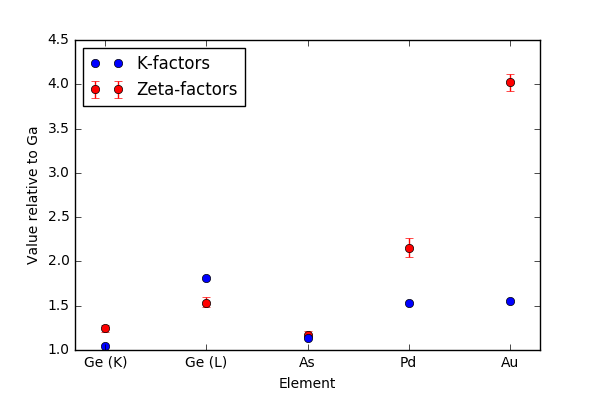 4.5
4.0
3.5
3.0
2.5
2.0
1.5
1.0
Value relative to Ga
K-factors
Zeta-factors
Ge (K) Ge (L) As Pd Au
Element